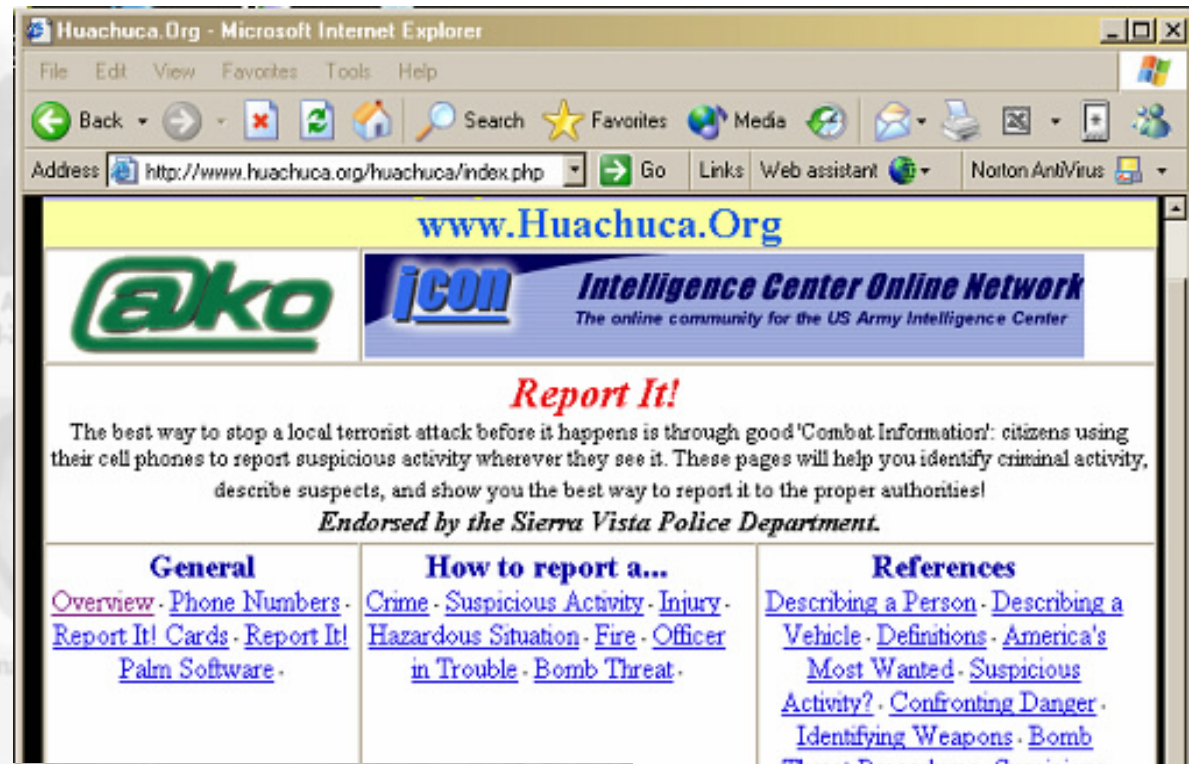 Huachuca.Org - Microsoft Internet Explorer
File Edit View Favorites Tools Help
Back Search Favorites Media
Address http://www.huachuca.org/huachuca/index.php Go Links Web assistant Norton AntiVirus
www.Huachuca.Org
@ko
icon Intelligence Center Online Network
The online community for the US Army Intelligence Center
Report It!
The best way to stop a local terrorist attack before it happens is through good 'Combat Information': citizens using
their cell phones to report suspicious activity wherever they see it. These pages will help you identify criminal activity,
describe suspects, and show you the best way to report it to the proper authorities!
Endorsed by the Sierra Vista Police Department.
General
Overview · Phone Numbers ·
Report It! Cards · Report It!
Palm Software ·
How to report a...
Crime · Suspicious Activity · Injury ·
Hazardous Situation · Fire · Officer
in Trouble · Bomb Threat ·
References
Describing a Person · Describing a
Vehicle · Definitions · America's
Most Wanted · Suspicious
Activity? · Confronting Danger ·
Identifying Weapons · Bomb